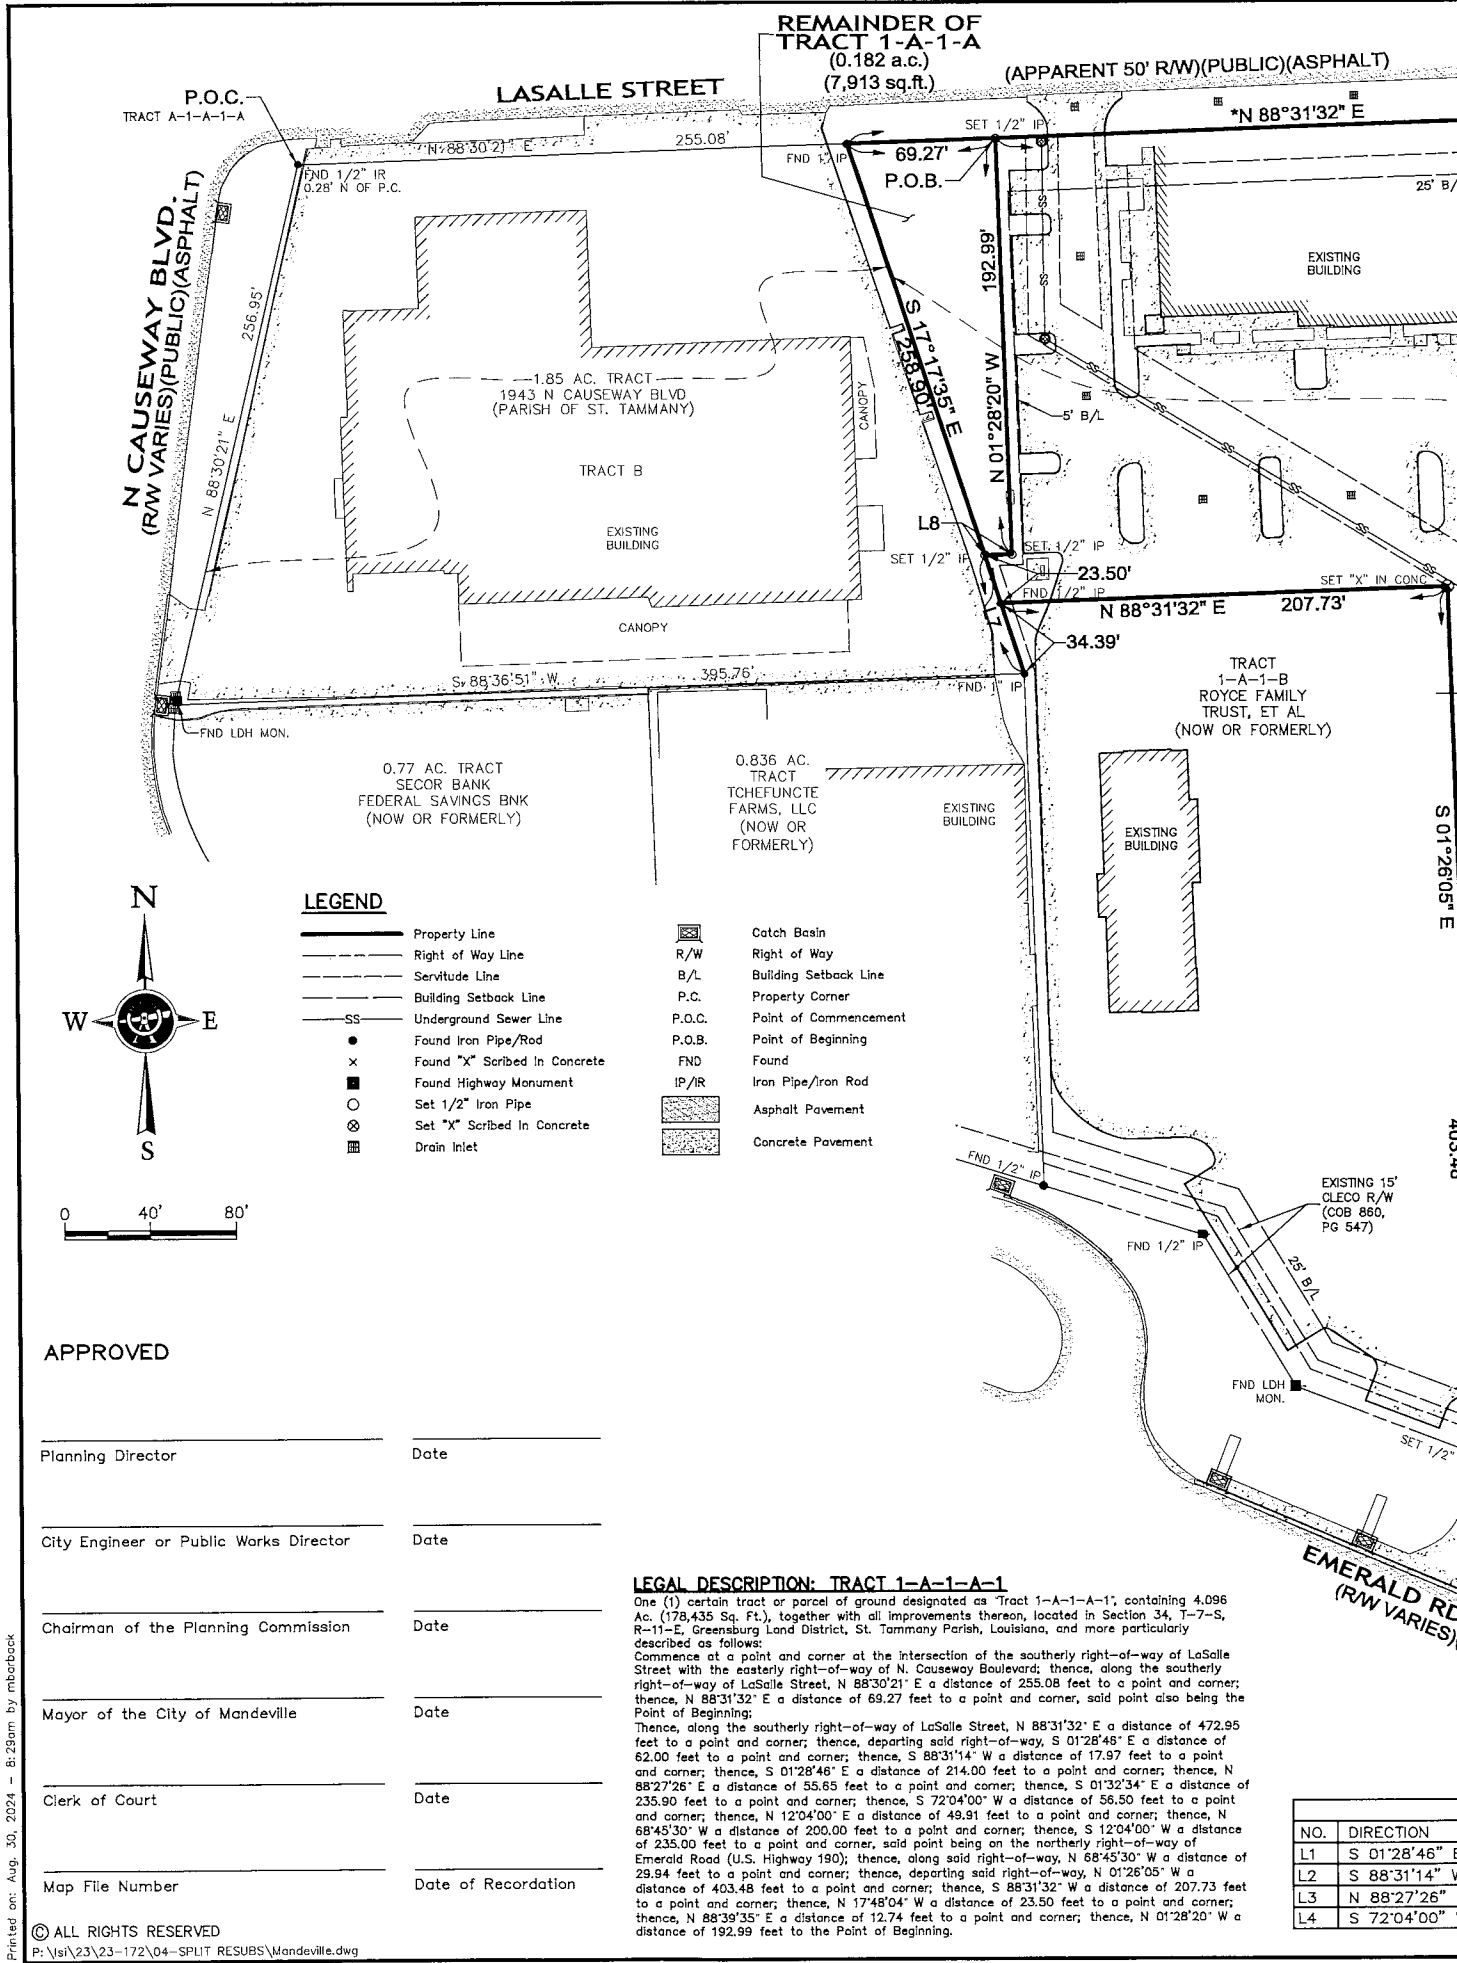 REMAINDER OF
TRACT 1-A-1-A
(0.182 a.c.)
(7,913 sq.ft.)
(APPARENT 50' R/W)(PUBLIC)(ASPHALT)
LASALLE STREET
P.O.C.
TRACT A-1-A-1-A
*N 88°31'32" E
SET 1/2" IP
N 88°30'21" E
255.08'
FND 1" IP
69.27'
P.O.B.
FND 1/2" IR
0.28' N OF P.C.
25' B/
N CAUSEWAY BLVD.
(R/W VARIES)(PUBLIC)(ASPHALT)
SS
192.99'
EXISTING
BUILDING
256.95'
S 17°17'35" E
258.90'
N 01°28'20" W
1.85 AC. TRACT
1943 N CAUSEWAY BLVD
(PARISH OF ST. TAMMANY)
CANOPY
5' B/L
SS
N 88°30'21" E
TRACT B
SS
SS
EXISTING
BUILDING
L8
SET 1/2" IP
SET 1/2" IP
SS
23.50'
SET "X" IN CONC
FND 1/2" IP
N 88°31'32" E
207.73'
L7
CANOPY
34.39'
S 88°36'51" W
395.76'
FND 1" IP
TRACT
1-A-1-B
ROYCE FAMILY
TRUST, ET AL
(NOW OR FORMERLY)
FND LDH MON.
0.77 AC. TRACT
SECOR BANK
FEDERAL SAVINGS BNK
(NOW OR FORMERLY)
0.836 AC.
TRACT
TCHEFUNCTE
FARMS, LLC
(NOW OR
FORMERLY)
EXISTING
BUILDING
EXISTING
BUILDING
S 01°26'05" E
403.48
N
W
E
S
LEGEND
Property Line
Right of Way Line
Servitude Line
Building Setback Line
SS Underground Sewer Line
Found Iron Pipe/Rod
Found "X" Scribed In Concrete
Found Highway Monument
Set 1/2" Iron Pipe
Set "X" Scribed In Concrete
Drain Inlet
Catch Basin
R/W Right of Way
B/L Building Setback Line
P.C. Property Corner
P.O.C. Point of Commencement
P.O.B. Point of Beginning
FND Found
IP/IR Iron Pipe/Iron Rod
Asphalt Pavement
Concrete Pavement
0 40' 80'
FND 1/2" IP
FND 1/2" IP
EXISTING 15'
CLECO R/W
(COB 860,
PG 547)
25' B/L
FND LDH
MON.
SET 1/2"
EMERALD RD
(R/W VARIES)
APPROVED
Planning Director
Date
City Engineer or Public Works Director
Date
Chairman of the Planning Commission
Date
Mayor of the City of Mandeville
Date
Clerk of Court
Date
Map File Number
Date of Recordation
© ALL RIGHTS RESERVED
P:\lsi\23\23-172\04-SPLIT RESUBS\Mandeville.dwg
Printed on: Aug. 30, 2024 - 8:29am by mbarback
LEGAL DESCRIPTION: TRACT 1-A-1-A-1
One (1) certain tract or parcel of ground designated as "Tract 1-A-1-A-1", containing 4.096
Ac. (178,435 Sq. Ft.), together with all improvements thereon, located in Section 34, T-7-S,
R-11-E, Greensburg Land District, St. Tammany Parish, Louisiana, and more particularly
described as follows:
Commence at a point and corner at the intersection of the southerly right-of-way of LaSalle
Street with the easterly right-of-way of N. Causeway Boulevard; thence, along the southerly
right-of-way of LaSalle Street, N 88°30'21" E a distance of 255.08 feet to a point and corner;
thence, N 88°31'32" E a distance of 69.27 feet to a point and corner, said point also being the
Point of Beginning;
Thence, along the southerly right-of-way of LaSalle Street, N 88°31'32" E a distance of 472.95
feet to a point and corner; thence, departing said right-of-way, S 01°28'46" E a distance of
62.00 feet to a point and corner; thence, S 88°31'14" W a distance of 17.97 feet to a point
and corner; thence, S 01°28'46" E a distance of 214.00 feet to a point and corner; thence, N
88°27'26" E a distance of 55.65 feet to a point and corner; thence, S 01°32'34" E a distance of
235.90 feet to a point and corner; thence, S 72°04'00" W a distance of 56.50 feet to a point
and corner; thence, N 12°04'00" E a distance of 49.91 feet to a point and corner; thence, N
68°45'30" W a distance of 200.00 feet to a point and corner; thence, S 12°04'00" W a distance
of 235.00 feet to a point and corner, said point being on the northerly right-of-way of
Emerald Road (U.S. Highway 190); thence, along said right-of-way, N 68°45'30" W a distance of
29.94 feet to a point and corner; thence, departing said right-of-way, N 01°26'05" W a
distance of 403.48 feet to a point and corner; thence, S 88°31'32" W a distance of 207.73 feet
to a point and corner; thence, N 17°48'04" W a distance of 23.50 feet to a point and corner;
thence, N 88°39'35" E a distance of 12.74 feet to a point and corner; thence, N 01°28'20" W a
distance of 192.99 feet to the Point of Beginning.
NO. DIRECTION
L1 S 01°28'46" E
L2 S 88°31'14" W
L3 N 88°27'26"
L4 S 72°04'00"